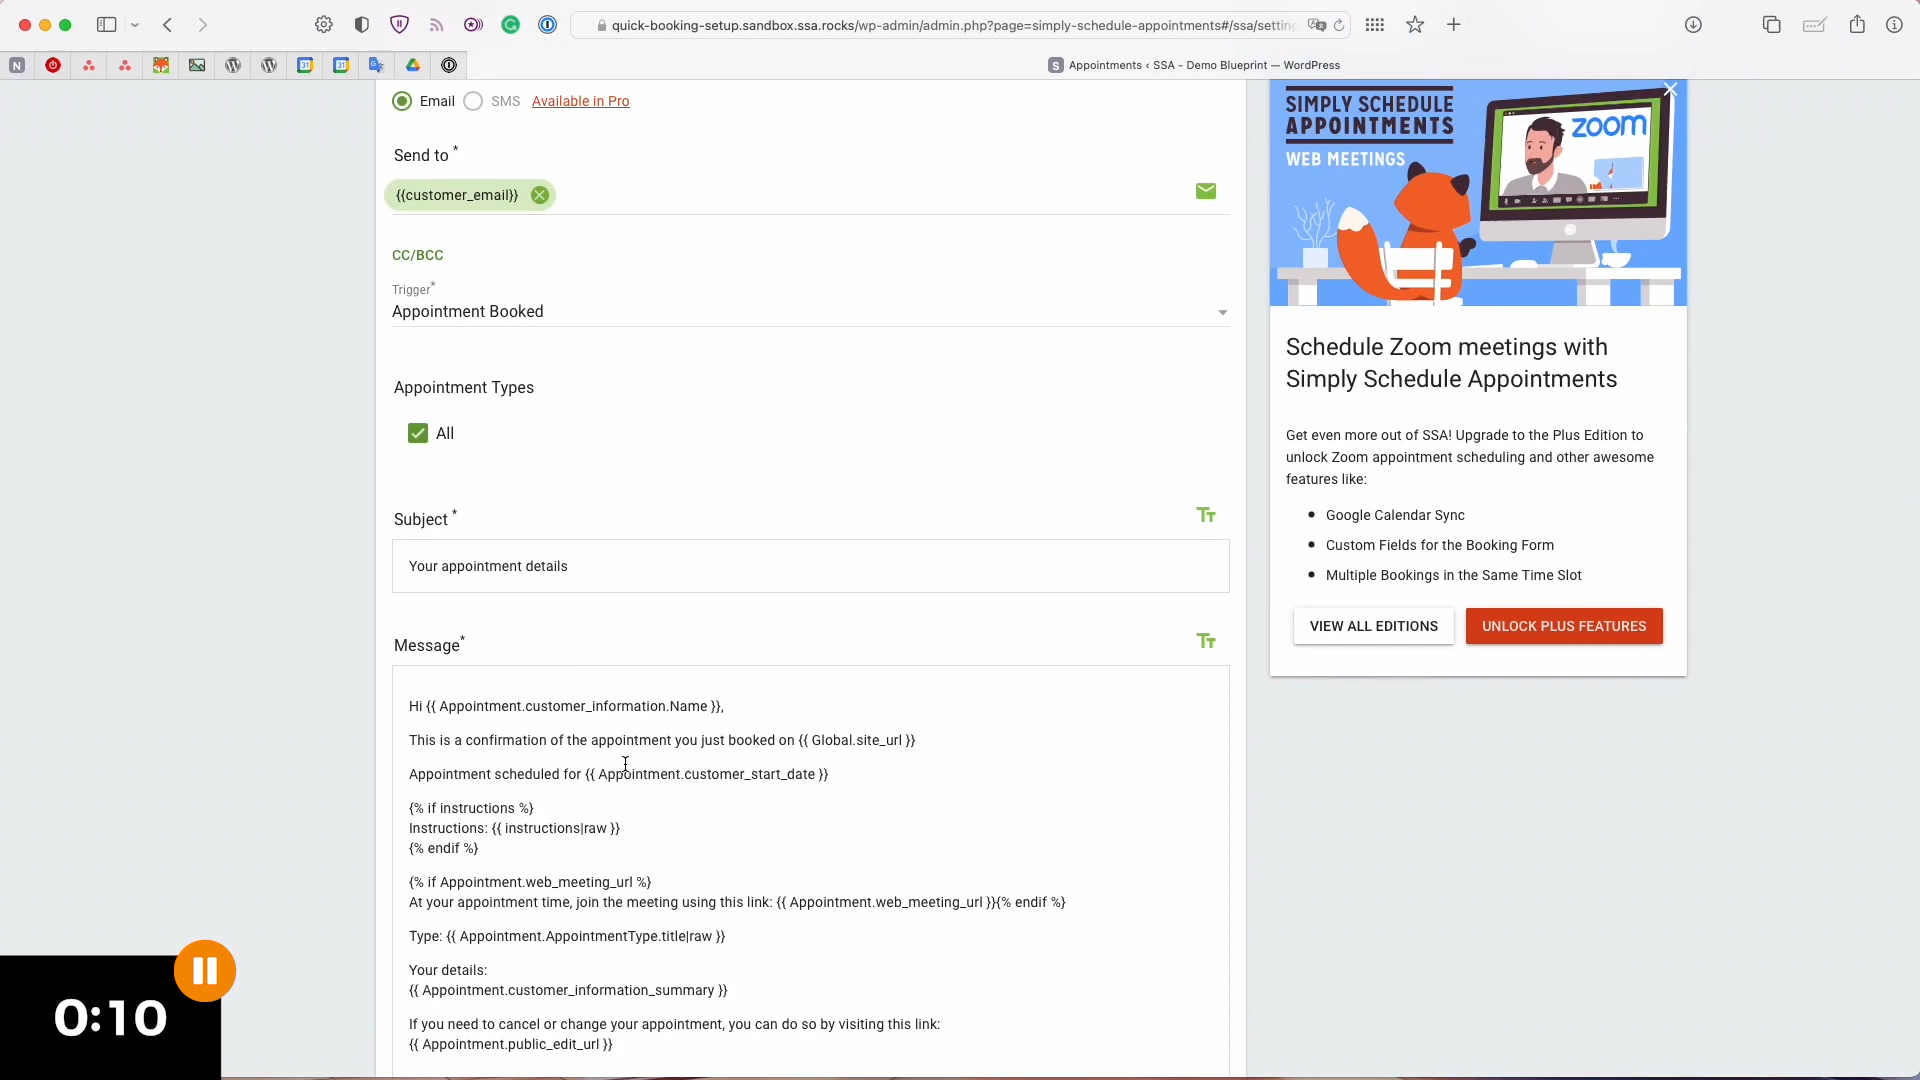 quick-booking-setup.sandbox.ssa.rocks/wp-admin/admin.php?page=simply-schedule-appointments#/ssa/setting
N
31
31
S Appointments ‹ SSA - Demo Blueprint — WordPress
Email
SMS
Available in Pro
Send to *
{{customer_email}}
CC/BCC
Trigger*
Appointment Booked
Appointment Types
All
Subject *
Tт
Your appointment details
Message*
Tт
Hi {{ Appointment.customer_information.Name }},
This is a confirmation of the appointment you just booked on {{ Global.site_url }}
Appointment scheduled for {{ Appointment.customer_start_date }}
{% if instructions %}
Instructions: {{ instructions|raw }}
{% endif %}
{% if Appointment.web_meeting_url %}
At your appointment time, join the meeting using this link: {{ Appointment.web_meeting_url }}{% endif %}
Type: {{ Appointment.AppointmentType.title|raw }}
Your details:
{{ Appointment.customer_information_summary }}
If you need to cancel or change your appointment, you can do so by visiting this link:
{{ Appointment.public_edit_url }}
SIMPLY SCHEDULE
APPOINTMENTS
WEB MEETINGS
zoom
Schedule Zoom meetings with
Simply Schedule Appointments
Get even more out of SSA! Upgrade to the Plus Edition to
unlock Zoom appointment scheduling and other awesome
features like:
Google Calendar Sync
Custom Fields for the Booking Form
Multiple Bookings in the Same Time Slot
VIEW ALL EDITIONS
UNLOCK PLUS FEATURES
0:10